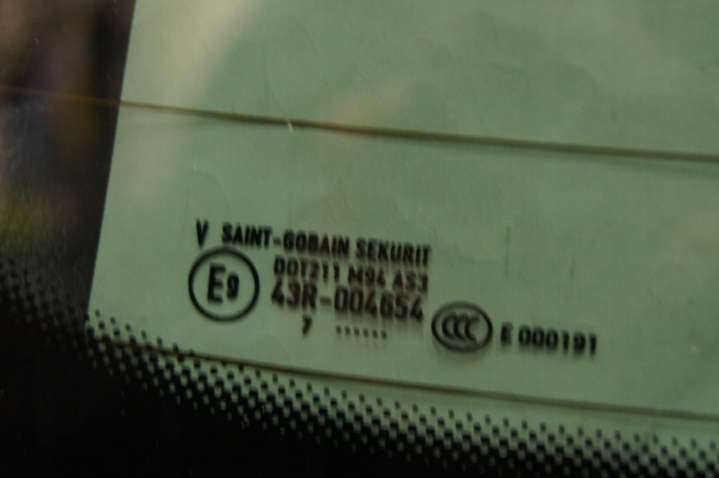 V SAINT-GOBAIN SEKURIT
DOT211 M94 AS3
E9 43R-004654
7 ......
CCC E 000191